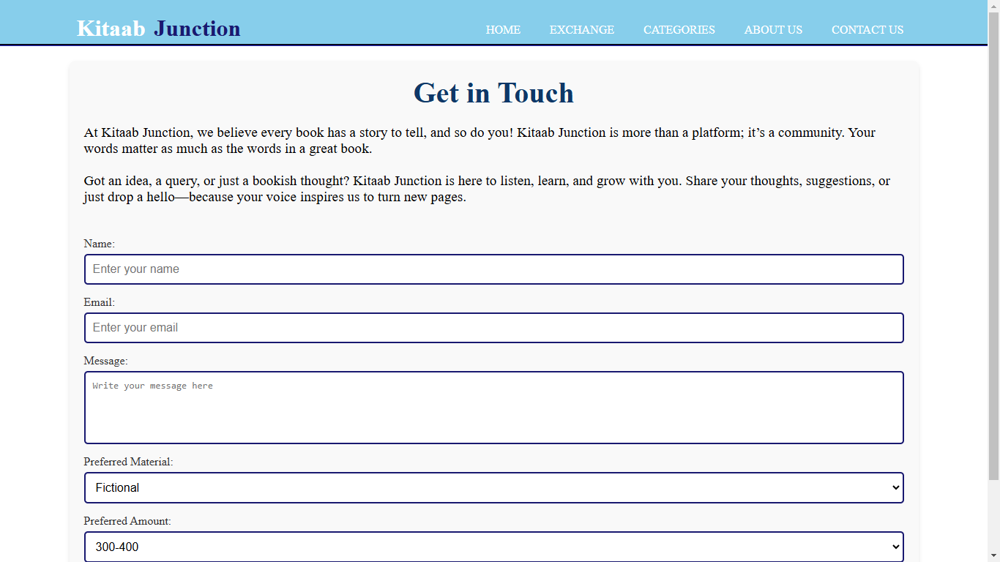 Kitaab Junction
HOME EXCHANGE CATEGORIES ABOUT US CONTACT US
Get in Touch
At Kitaab Junction, we believe every book has a story to tell, and so do you! Kitaab Junction is more than a platform; it’s a community. Your
words matter as much as the words in a great book.
Got an idea, a query, or just a bookish thought? Kitaab Junction is here to listen, learn, and grow with you. Share your thoughts, suggestions, or
just drop a hello—because your voice inspires us to turn new pages.
Name:
Enter your name
Email:
Enter your email
Message:
Write your message here
Preferred Material:
Fictional
Preferred Amount:
300-400